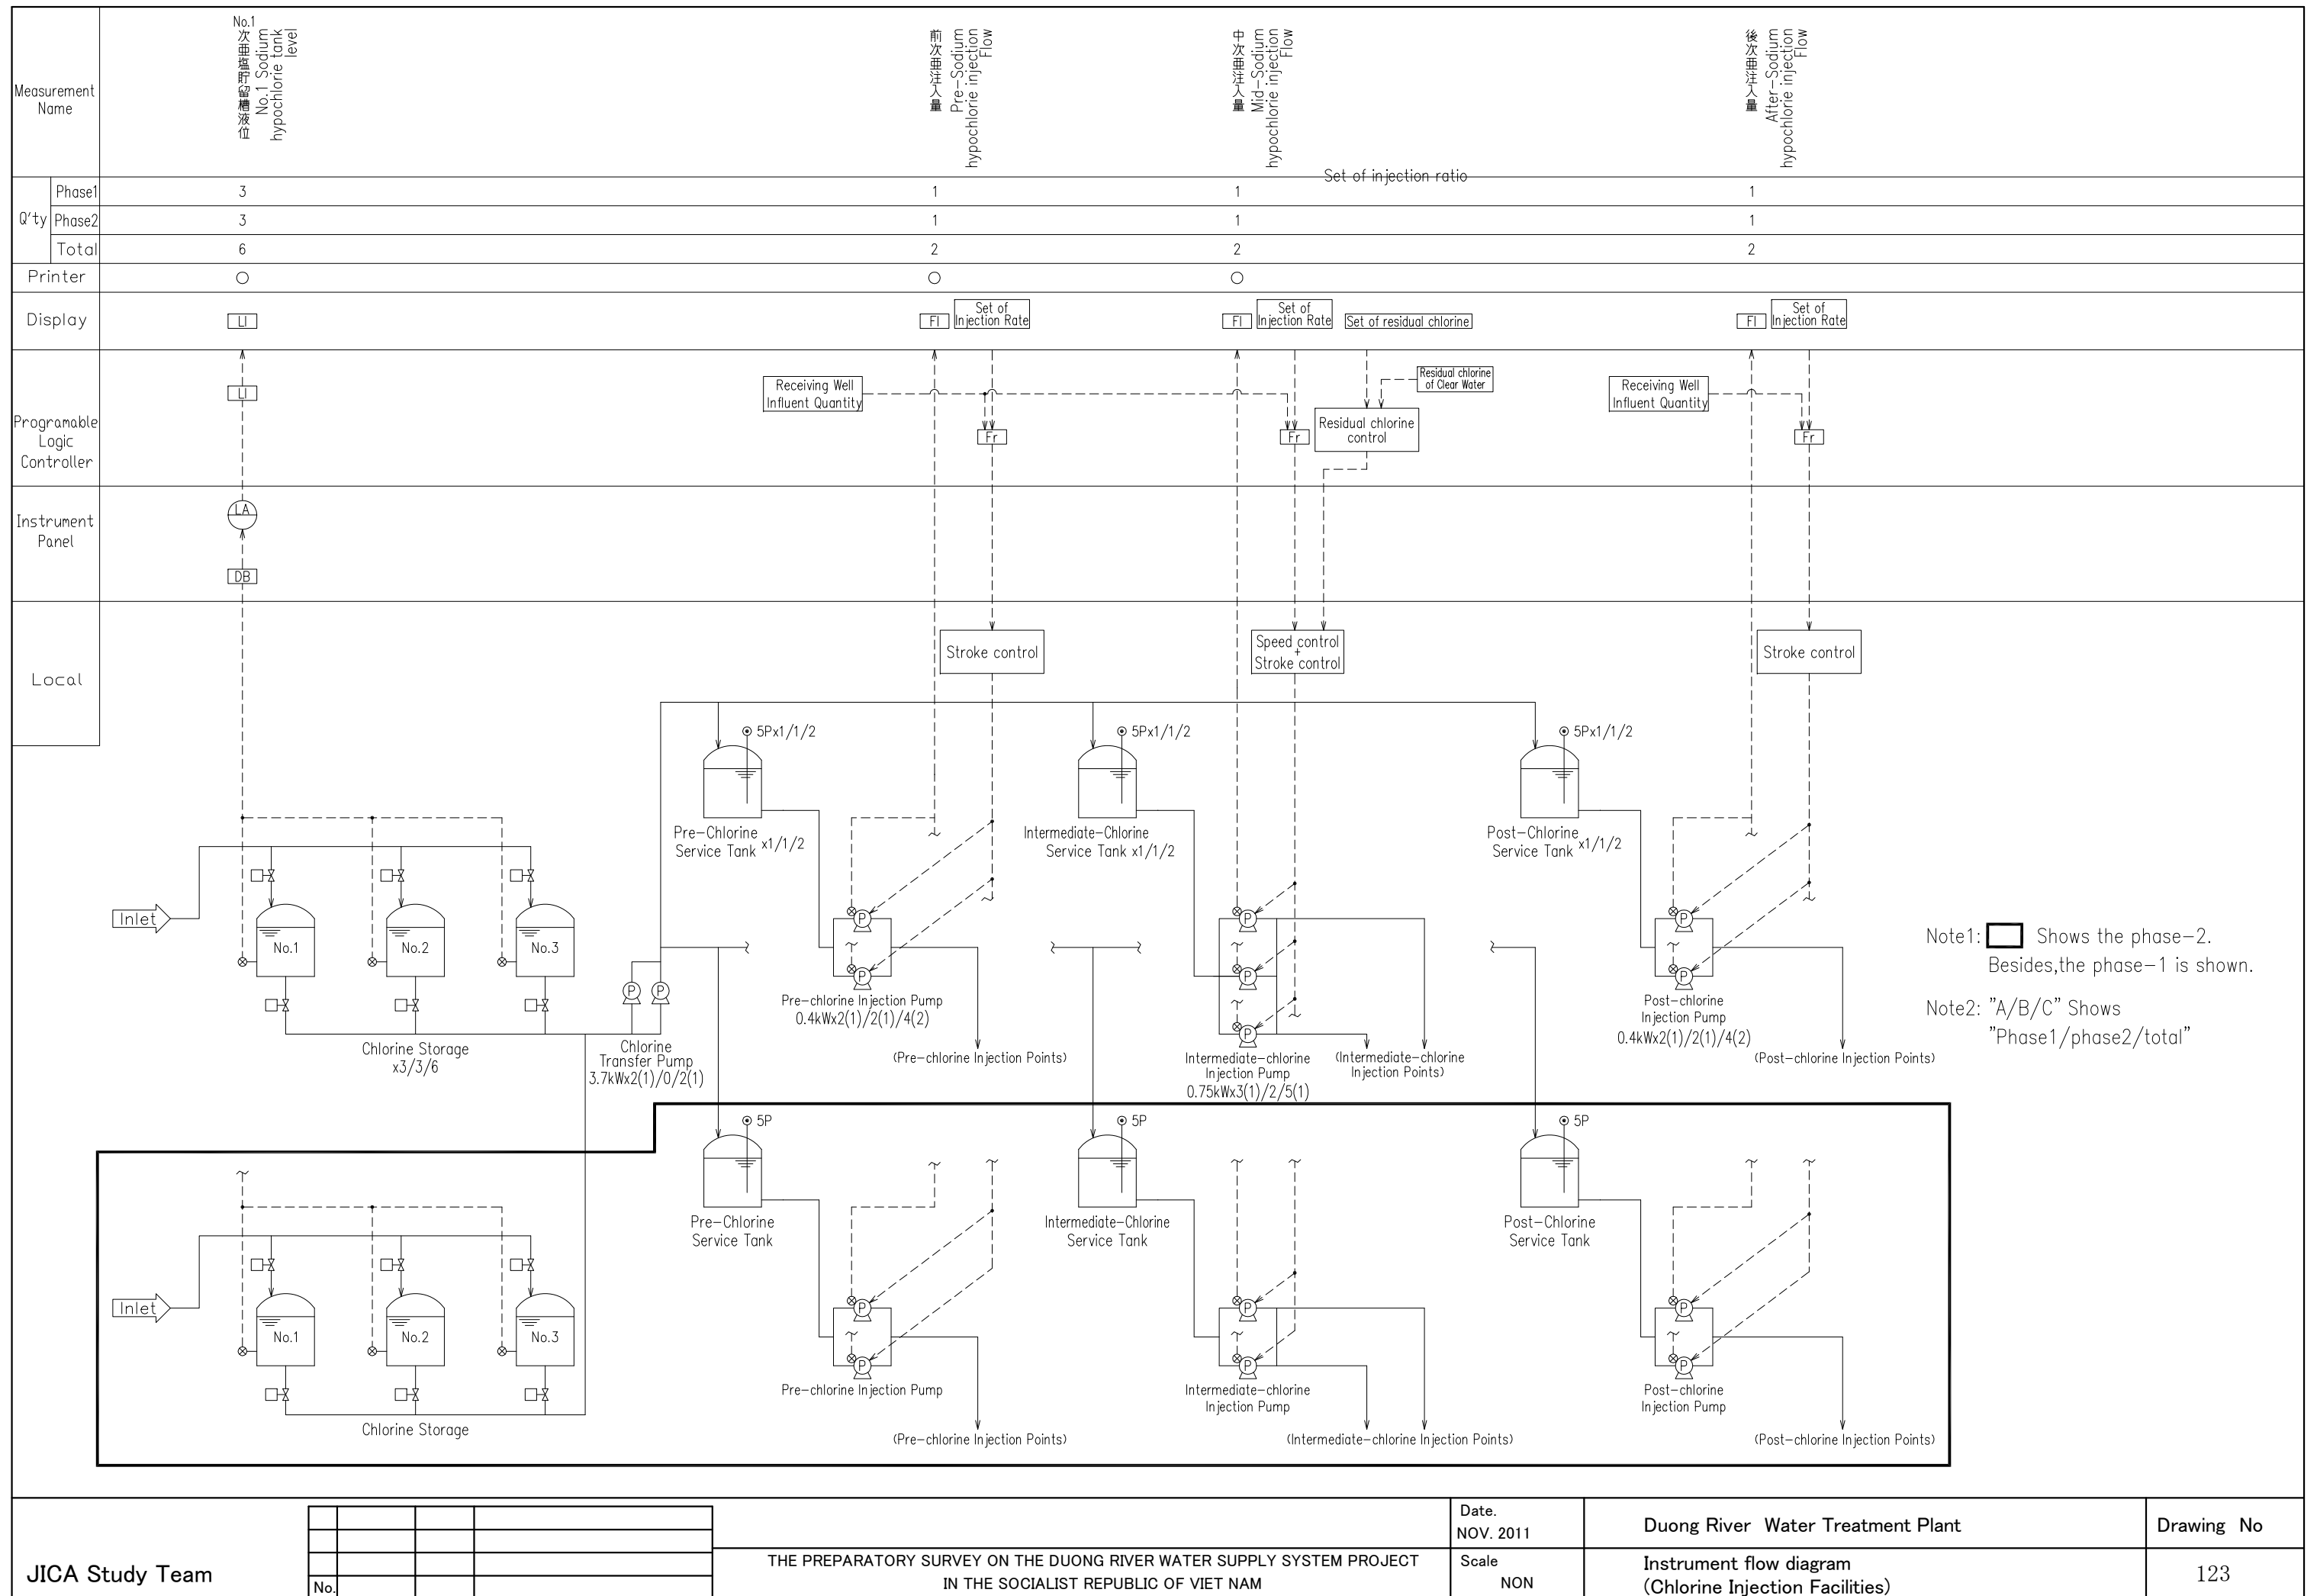 Measurement
Name
No.1
次亜塩貯留槽液位
No.1 Sodium
hypochlorie tank
level
前次亜注入量
Pre-Sodium
hypochlorie injection
Flow
中次亜注入量
Mid-Sodium
hypochlorie injection
Flow
後次亜注入量
After-Sodium
hypochlorie injection
Flow
Set of injection ratio
Q'ty
Phase1
3
1
1
1
Phase2
3
1
1
1
Total
6
2
2
2
Printer
Display
LI
FI
Set of
Injection Rate
FI
Set of
Injection Rate
Set of residual chlorine
FI
Set of
Injection Rate
Programable
Logic
Controller
LI
Receiving Well
Influent Quantity
Fr
Fr
Residual chlorine
of Clear Water
Residual chlorine
control
Receiving Well
Influent Quantity
Fr
Instrument
Panel
LA
DB
Local
Stroke control
Speed control
+
Stroke control
Stroke control
5Px1/1/2
5Px1/1/2
5Px1/1/2
Pre-Chlorine
Service Tank x1/1/2
Intermediate-Chlorine
Service Tank x1/1/2
Post-Chlorine
Service Tank x1/1/2
Inlet
No.1
No.2
No.3
P
P
P
P
P
P
P
P
P
Chlorine Storage
x3/3/6
Chlorine
Transfer Pump
3.7kWx2(1)/0/2(1)
Pre-chlorine Injection Pump
0.4kWx2(1)/2(1)/4(2)
(Pre-chlorine Injection Points)
Intermediate-chlorine
Injection Pump
0.75kWx3(1)/2/5(1)
(Intermediate-chlorine
Injection Points)
Post-chlorine
Injection Pump
0.4kWx2(1)/2(1)/4(2)
(Post-chlorine Injection Points)
Note1: Shows the phase-2.
Besides,the phase-1 is shown.
Note2: "A/B/C" Shows
"Phase1/phase2/total"
5P
5P
5P
Pre-Chlorine
Service Tank
Intermediate-Chlorine
Service Tank
Post-Chlorine
Service Tank
Inlet
No.1
No.2
No.3
P
P
P
P
P
P
Chlorine Storage
Pre-chlorine Injection Pump
(Pre-chlorine Injection Points)
Intermediate-chlorine
Injection Pump
(Intermediate-chlorine Injection Points)
Post-chlorine
Injection Pump
(Post-chlorine Injection Points)
JICA Study Team
No.
THE PREPARATORY SURVEY ON THE DUONG RIVER WATER SUPPLY SYSTEM PROJECT
IN THE SOCIALIST REPUBLIC OF VIET NAM
Date.
NOV. 2011
Scale
NON
Duong River Water Treatment Plant
Instrument flow diagram
(Chlorine Injection Facilities)
Drawing No
123